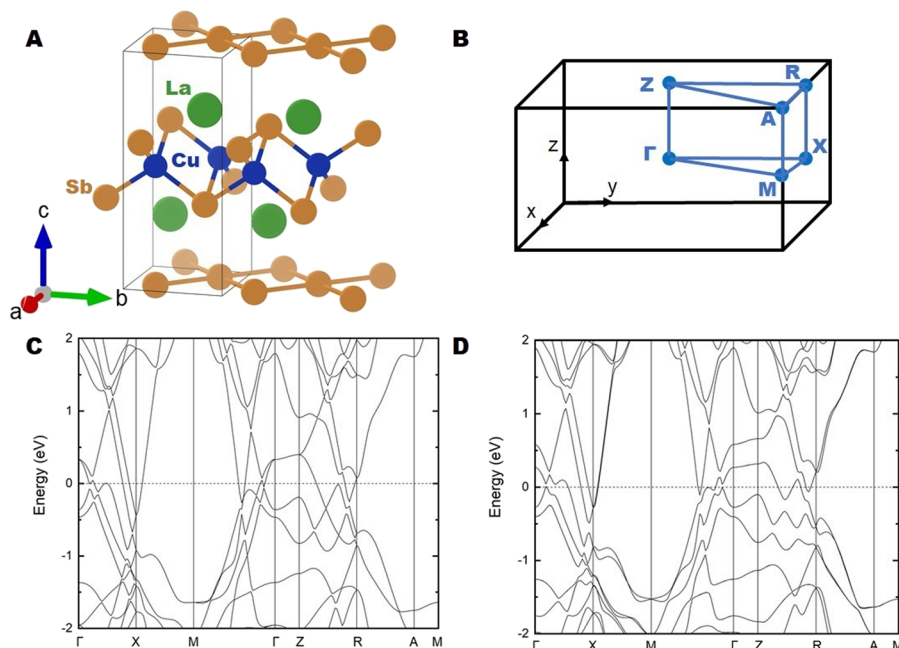 A
La
Cu
Sb
c
b
a
B
Z
R
A
Γ
X
M
z
y
x
C
2
1
0
-1
-2
Energy (eV)
Γ X M Γ Z R A M
D
2
1
0
-1
-2
Energy (eV)
Γ X M Γ Z R A M